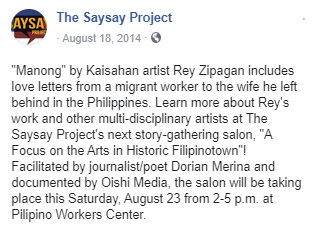 AYSA
PROJECT
The Saysay Project
· August 18, 2014 ·
"Manong" by Kaisahan artist Rey Zipagan includes
love letters from a migrant worker to the wife he left
behind in the Philippines. Learn more about Rey's
work and other multi-disciplinary artists at The
Saysay Project's next story-gathering salon, "A
Focus on the Arts in Historic Filipinotown"!
Facilitated by journalist/poet Dorian Merina and
documented by Oishi Media, the salon will be taking
place this Saturday, August 23 from 2-5 p.m. at
Pilipino Workers Center.